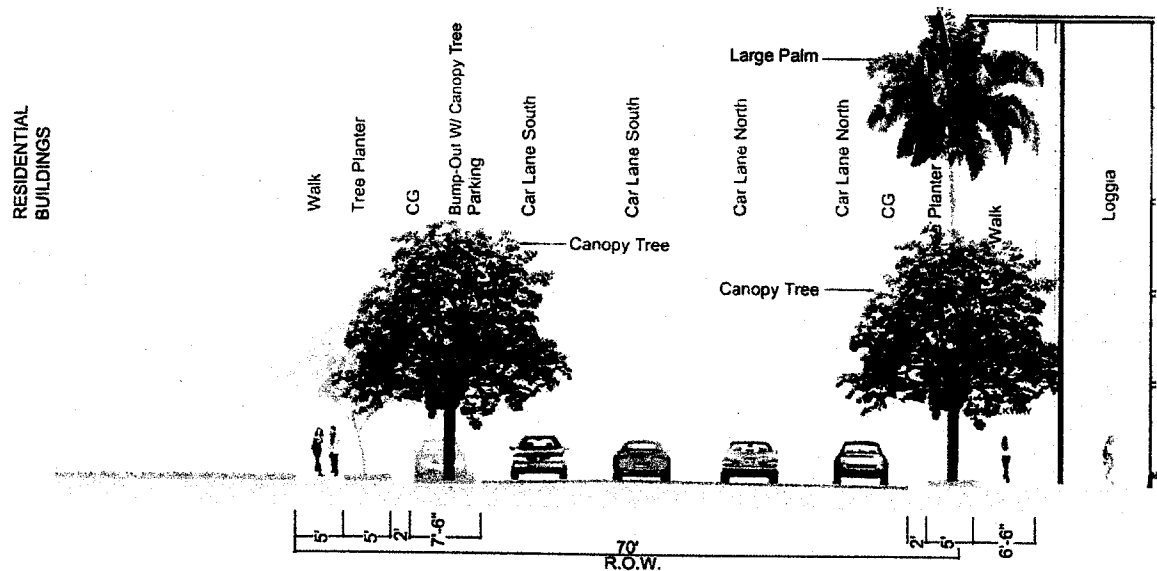 RESIDENTIAL
BUILDINGS
Walk
Tree Planter
CG
Bump-Out W/ Canopy Tree
Parking
Car Lane South
Car Lane South
Car Lane North
Car Lane North
CG
Planter
Walk
Loggia
Large Palm
Canopy Tree
Canopy Tree
5'
5'
2'
7'-6"
70'
R.O.W.
2'
5'
6'-6"